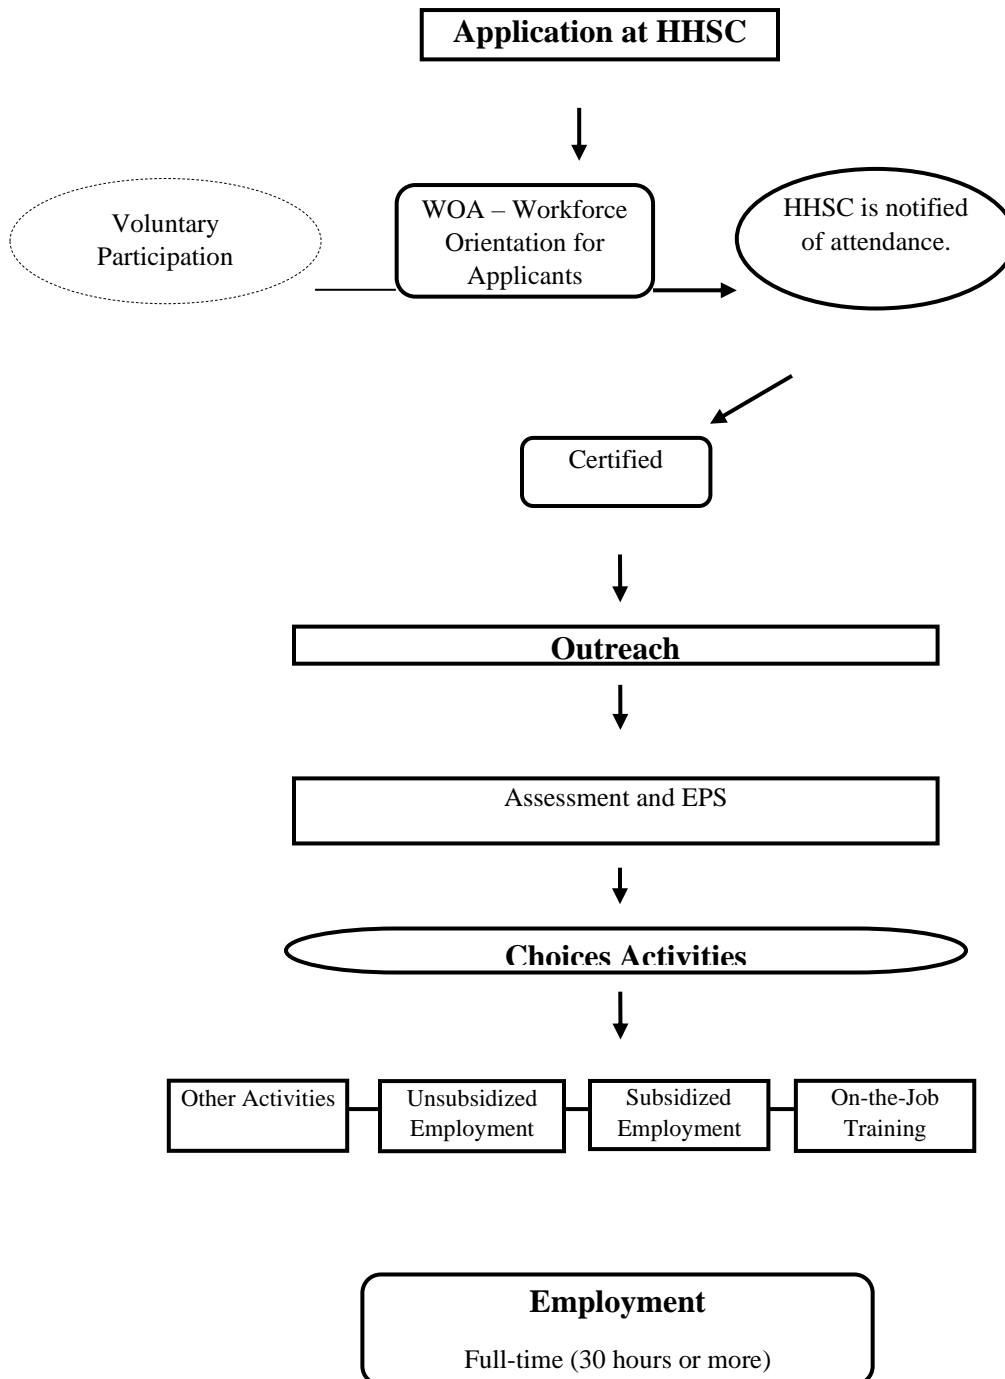 Application at HHSC
Voluntary
Participation
WOA – Workforce
Orientation for
Applicants
HHSC is notified
of attendance.
Certified
Outreach
Assessment and EPS
Choices Activities
Other Activities
Unsubsidized
Employment
Subsidized
Employment
On-the-Job
Training
Employment
Full-time (30 hours or more)